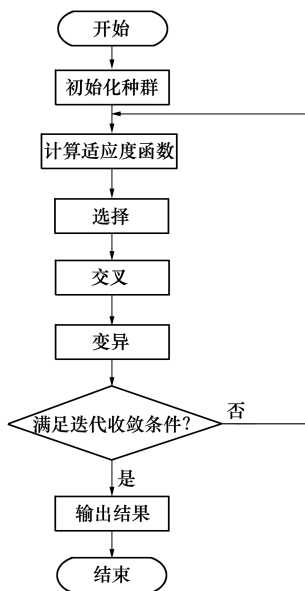 开始
初始化种群
计算适应度函数
选择
交叉
变异
满足迭代收敛条件?
否
是
输出结果
结束